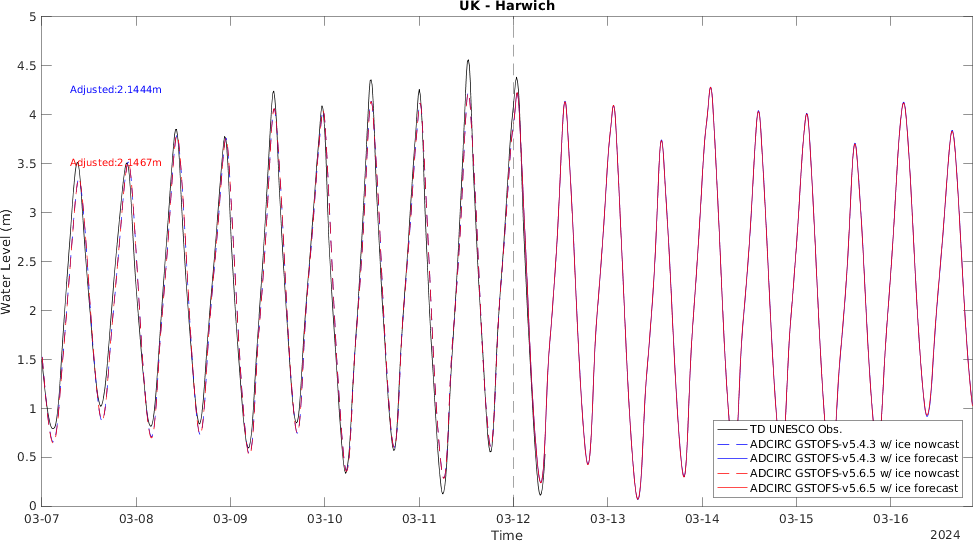 UK - Harwich
5
4.5
4
3.5
3
2.5
2
1.5
1
0.5
0
Water Level (m)
Adjusted:2.1444m
Adjusted:2.1467m
TD UNESCO Obs.
ADCIRC GSTOFS-v5.4.3 w/ ice nowcast
ADCIRC GSTOFS-v5.4.3 w/ ice forecast
ADCIRC GSTOFS-v5.6.5 w/ ice nowcast
ADCIRC GSTOFS-v5.6.5 w/ ice forecast
03-07 03-08 03-09 03-10 03-11 03-12 03-13 03-14 03-15 03-16
Time
2024